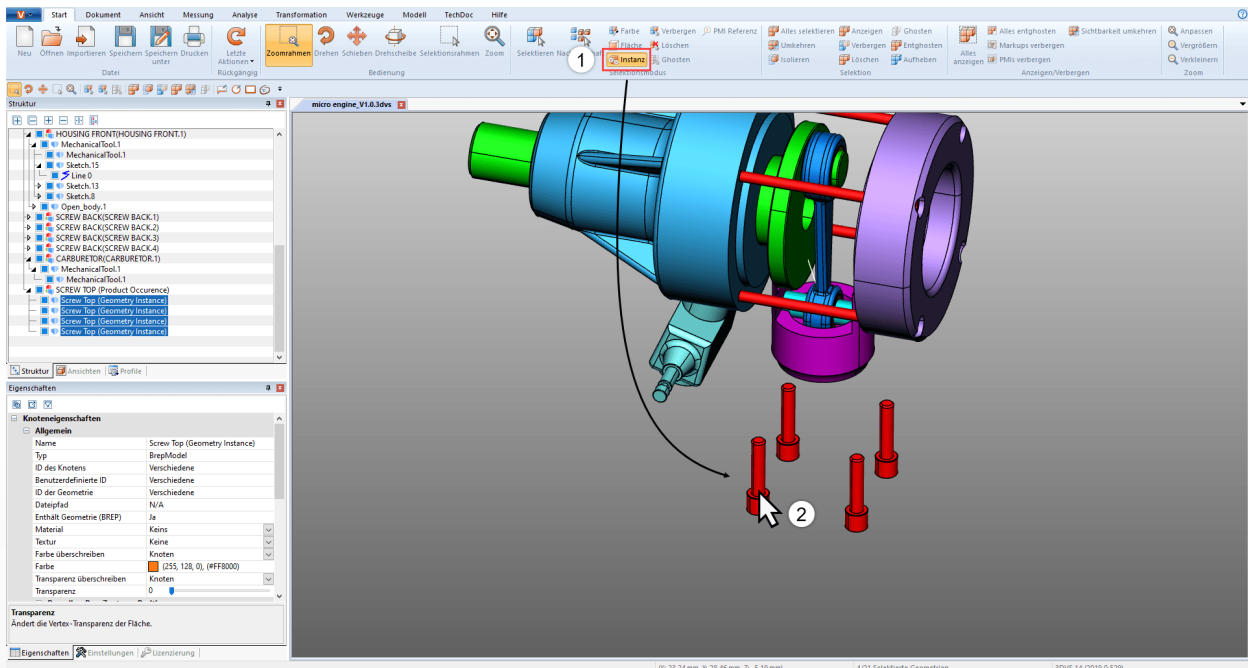 V Start Dokument Ansicht Messung Analyse Transformation Werkzeuge Modell TechDoc Hilfe
Neu Öffnen Importieren Speichern Speichern unter Drucken
Datei
Letzte Aktionen
Rückgängig
Zoomrahmen Drehen Schieben Drehscheibe Selektionsrahmen Zoom
Bedienung
Selektieren
1
Farbe Verbergen PMI Referenz
Fläche Löschen
Instanz Ghosten
Selektionsmodus
Alles selektieren Anzeigen Ghosten
Umkehren Verbergen Entghosten
Isolieren Löschen Aufheben
Selektion
Alles anzeigen
Alles entghosten Sichtbarkeit umkehren
Markups verbergen
PMIs verbergen
Anzeigen/Verbergen
Anpassen
Vergrößern
Verkleinern
Zoom
Struktur
micro engine_V1.0.3dvs
HOUSING FRONT(HOUSING FRONT.1)
MechanicalTool.1
MechanicalTool.1
Sketch.15
Line 0
Sketch.13
Sketch.8
Open_body.1
SCREW BACK(SCREW BACK.1)
SCREW BACK(SCREW BACK.2)
SCREW BACK(SCREW BACK.3)
SCREW BACK(SCREW BACK.4)
CARBURETOR(CARBURETOR.1)
MechanicalTool.1
MechanicalTool.1
SCREW TOP (Product Occurence)
Screw Top (Geometry Instance)
Screw Top (Geometry Instance)
Screw Top (Geometry Instance)
Screw Top (Geometry Instance)
Struktur Ansichten Profile
Eigenschaften
Knoteneigenschaften
Allgemein
Name Screw Top (Geometry Instance)
Typ BrepModel
ID des Knotens Verschiedene
Benutzerdefinierte ID Verschiedene
ID der Geometrie Verschiedene
Dateipfad N/A
Enthält Geometrie (BREP) Ja
Material Keins
Textur Keine
Farbe überschreiben Knoten
Farbe (255, 128, 0), (#FF8000)
Transparenz überschreiben Knoten
Transparenz 0
Transparenz
Ändert die Vertex-Transparenz der Fläche.
Eigenschaften Einstellungen Lizenzierung
2